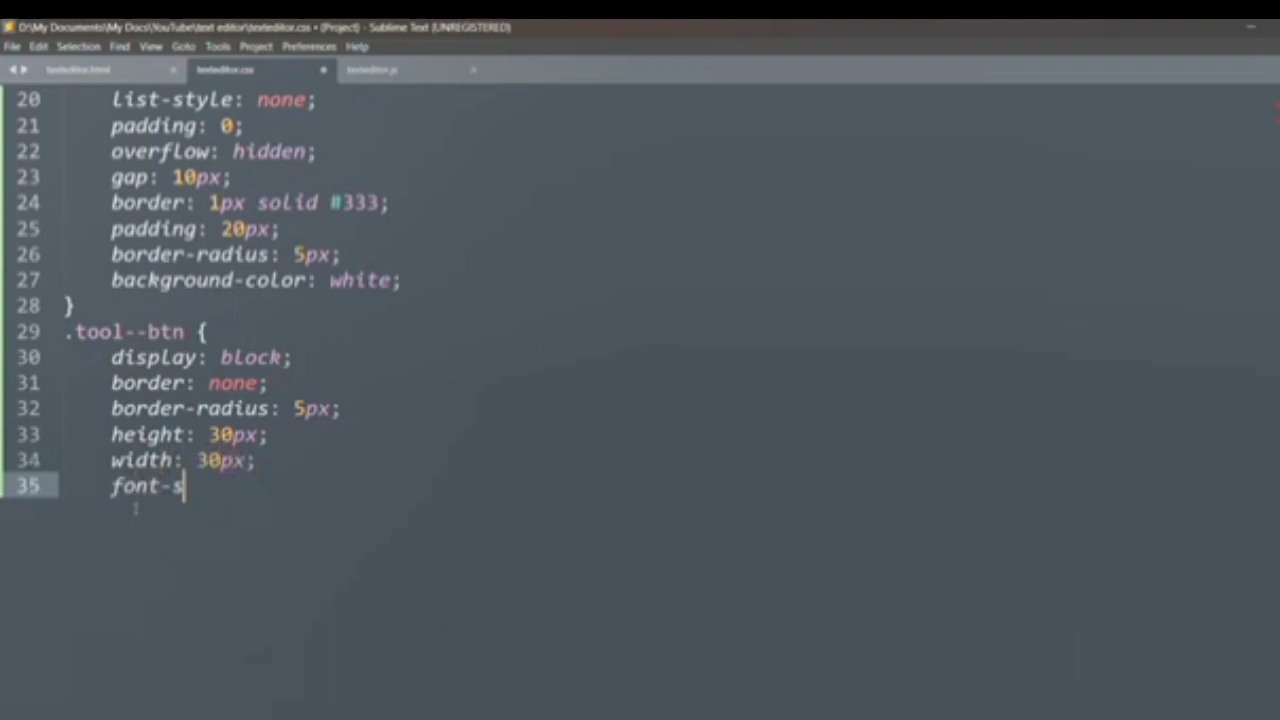 D:\My Documents\My Docs\YouTube\text editor\texteditor.css • (Project) - Sublime Text (UNREGISTERED)
File Edit Selection Find View Goto Tools Project Preferences Help
texteditor.html texteditor.css texteditor.js
20 list-style: none;
21 padding: 0;
22 overflow: hidden;
23 gap: 10px;
24 border: 1px solid #333;
25 padding: 20px;
26 border-radius: 5px;
27 background-color: white;
28 }
29 .tool--btn {
30 display: block;
31 border: none;
32 border-radius: 5px;
33 height: 30px;
34 width: 30px;
35 font-s